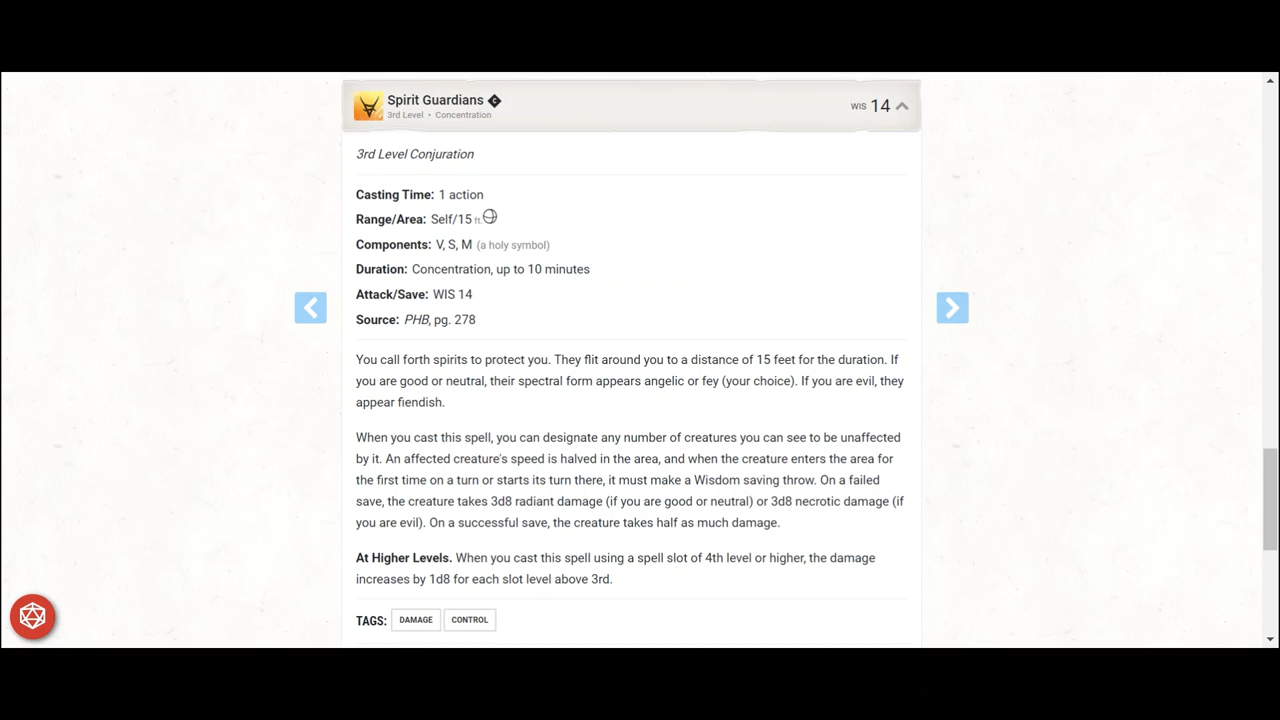 Spirit Guardians C
3rd Level • Concentration
WIS 14
3rd Level Conjuration
Casting Time: 1 action
Range/Area: Self/15 ft.
Components: V, S, M (a holy symbol)
Duration: Concentration, up to 10 minutes
Attack/Save: WIS 14
Source: PHB, pg. 278
You call forth spirits to protect you. They flit around you to a distance of 15 feet for the duration. If
you are good or neutral, their spectral form appears angelic or fey (your choice). If you are evil, they
appear fiendish.
When you cast this spell, you can designate any number of creatures you can see to be unaffected
by it. An affected creature's speed is halved in the area, and when the creature enters the area for
the first time on a turn or starts its turn there, it must make a Wisdom saving throw. On a failed
save, the creature takes 3d8 radiant damage (if you are good or neutral) or 3d8 necrotic damage (if
you are evil). On a successful save, the creature takes half as much damage.
At Higher Levels. When you cast this spell using a spell slot of 4th level or higher, the damage
increases by 1d8 for each slot level above 3rd.
TAGS: DAMAGE CONTROL